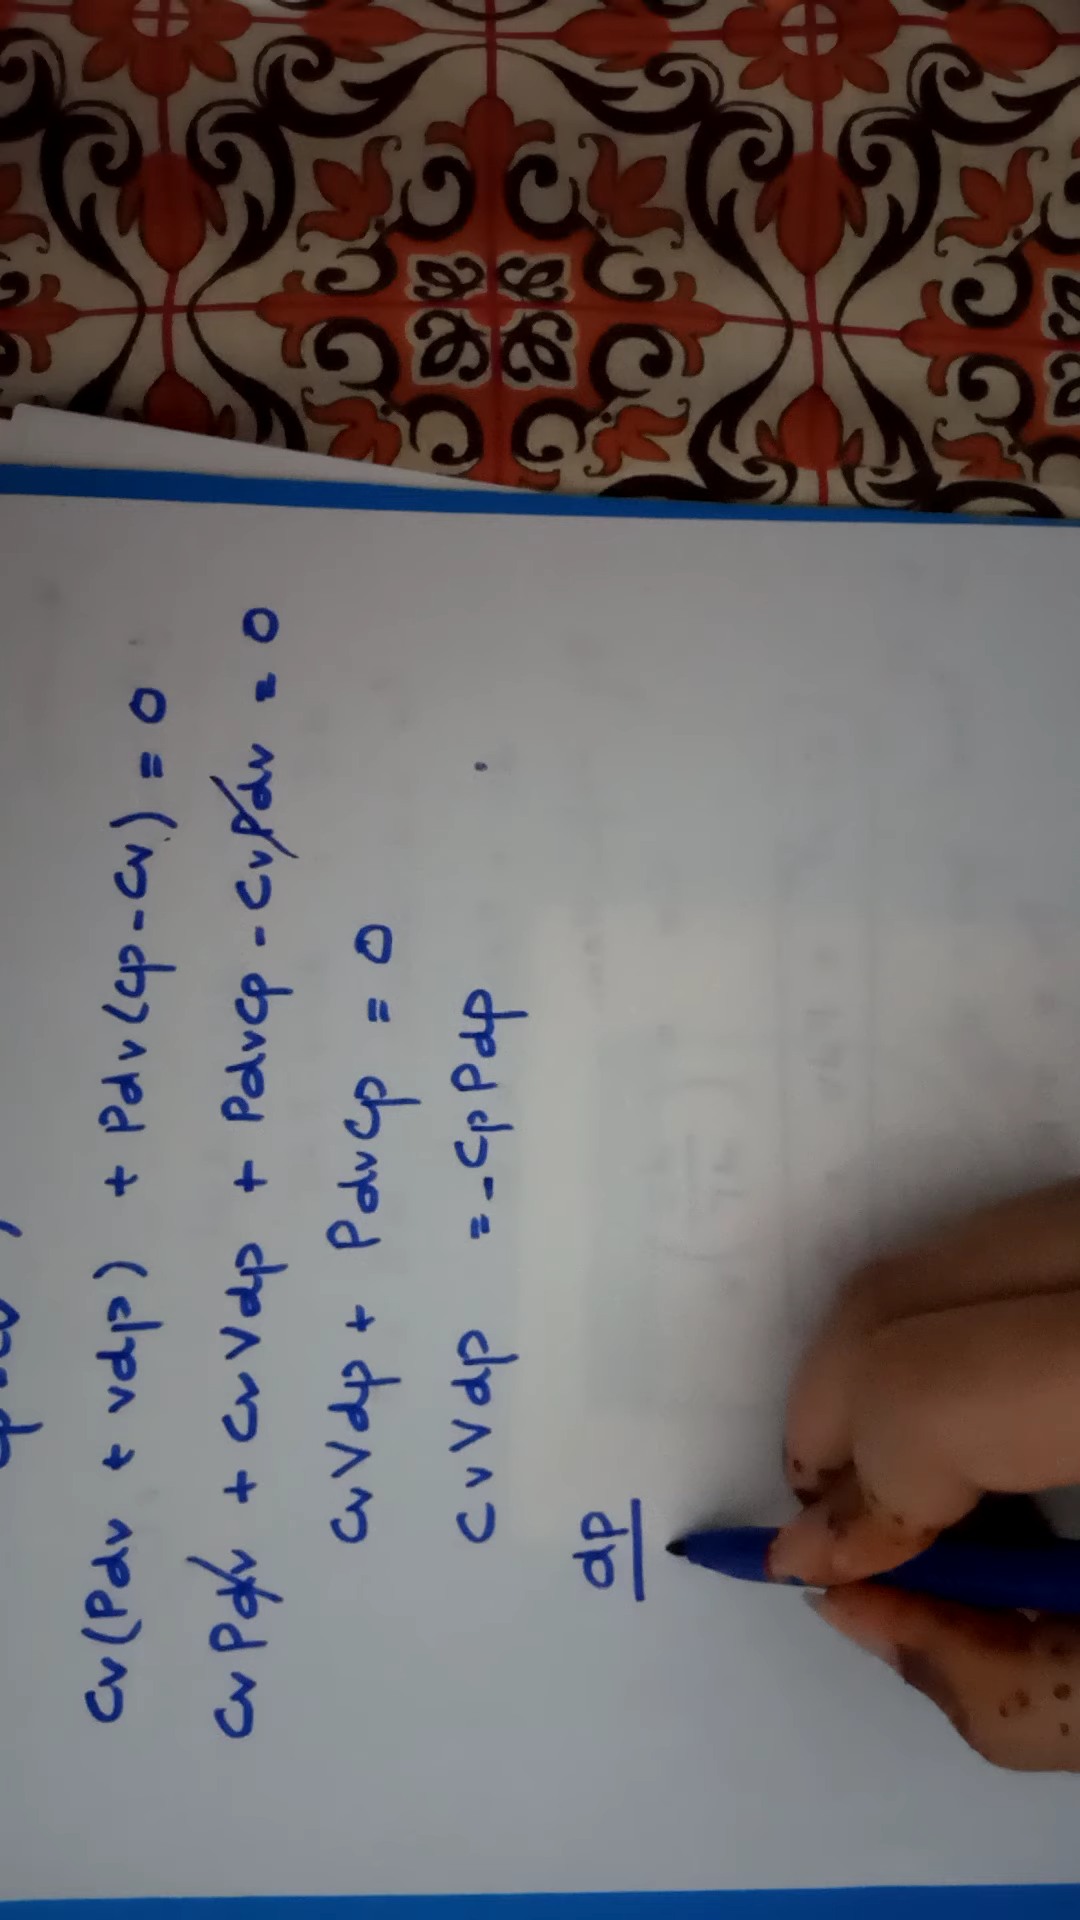 Cv(Pdv + vdp) + Pdv(Cp-Cv) = 0
CvPdv + CvVdp + PdvCp - CvPdv = 0
CvVdp + PdvCp = 0
CvVdp = -CpPdp
dp